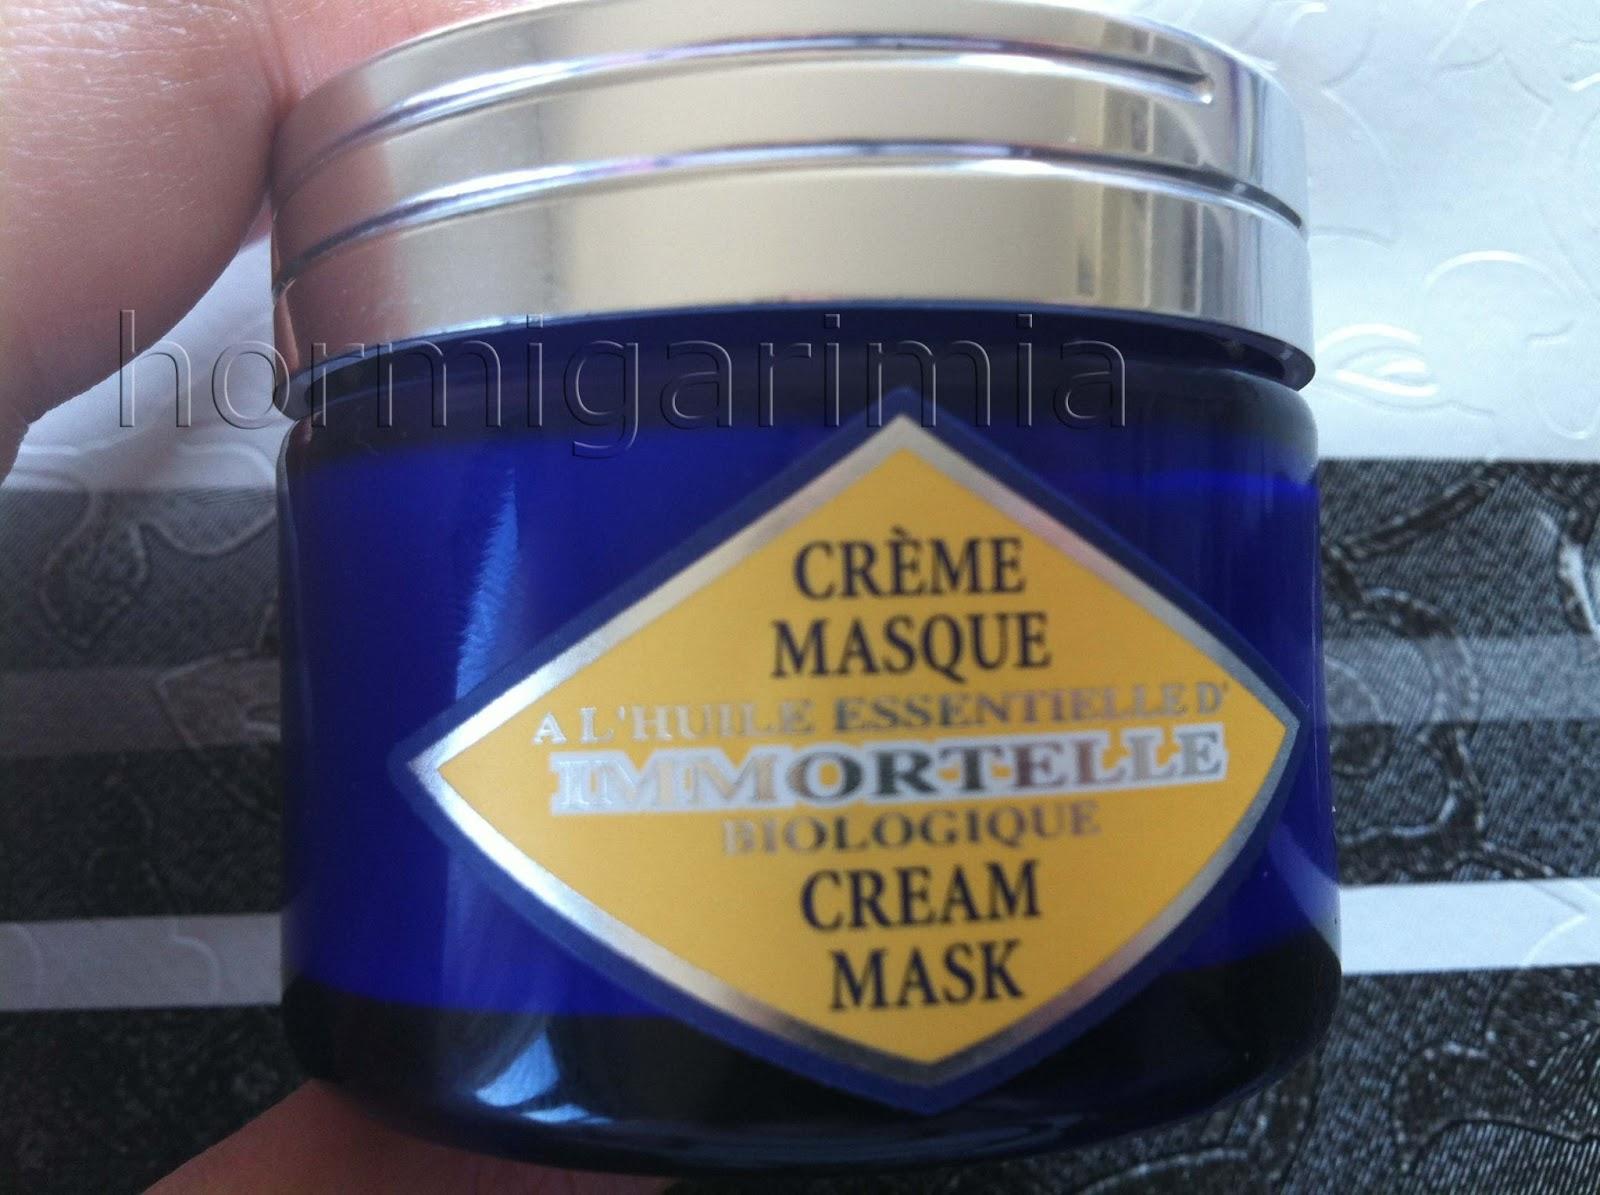 hormigarimia
CRÈME
MASQUE
A L'HUILE ESSENTIELLE D'
IMMORTELLE
BIOLOGIQUE
CREAM
MASK